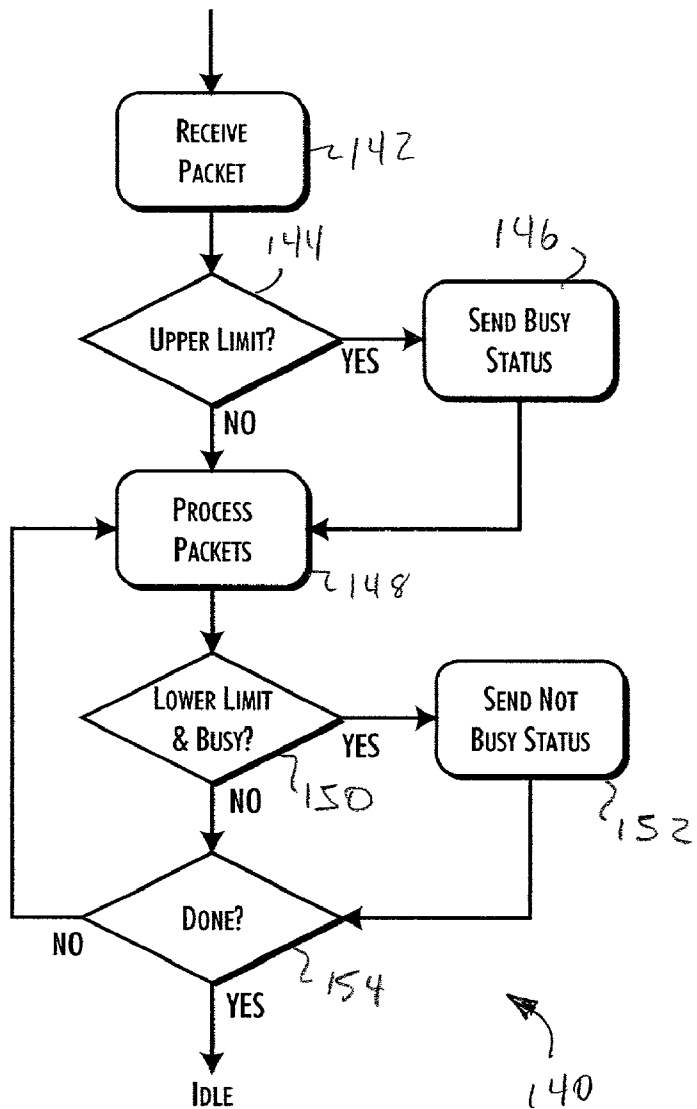 RECEIVE
PACKET
142
144
146
UPPER LIMIT?
YES
SEND BUSY
STATUS
NO
PROCESS
PACKETS
148
LOWER LIMIT
& BUSY?
YES
SEND NOT
BUSY STATUS
150
152
NO
DONE?
NO
154
YES
IDLE
140